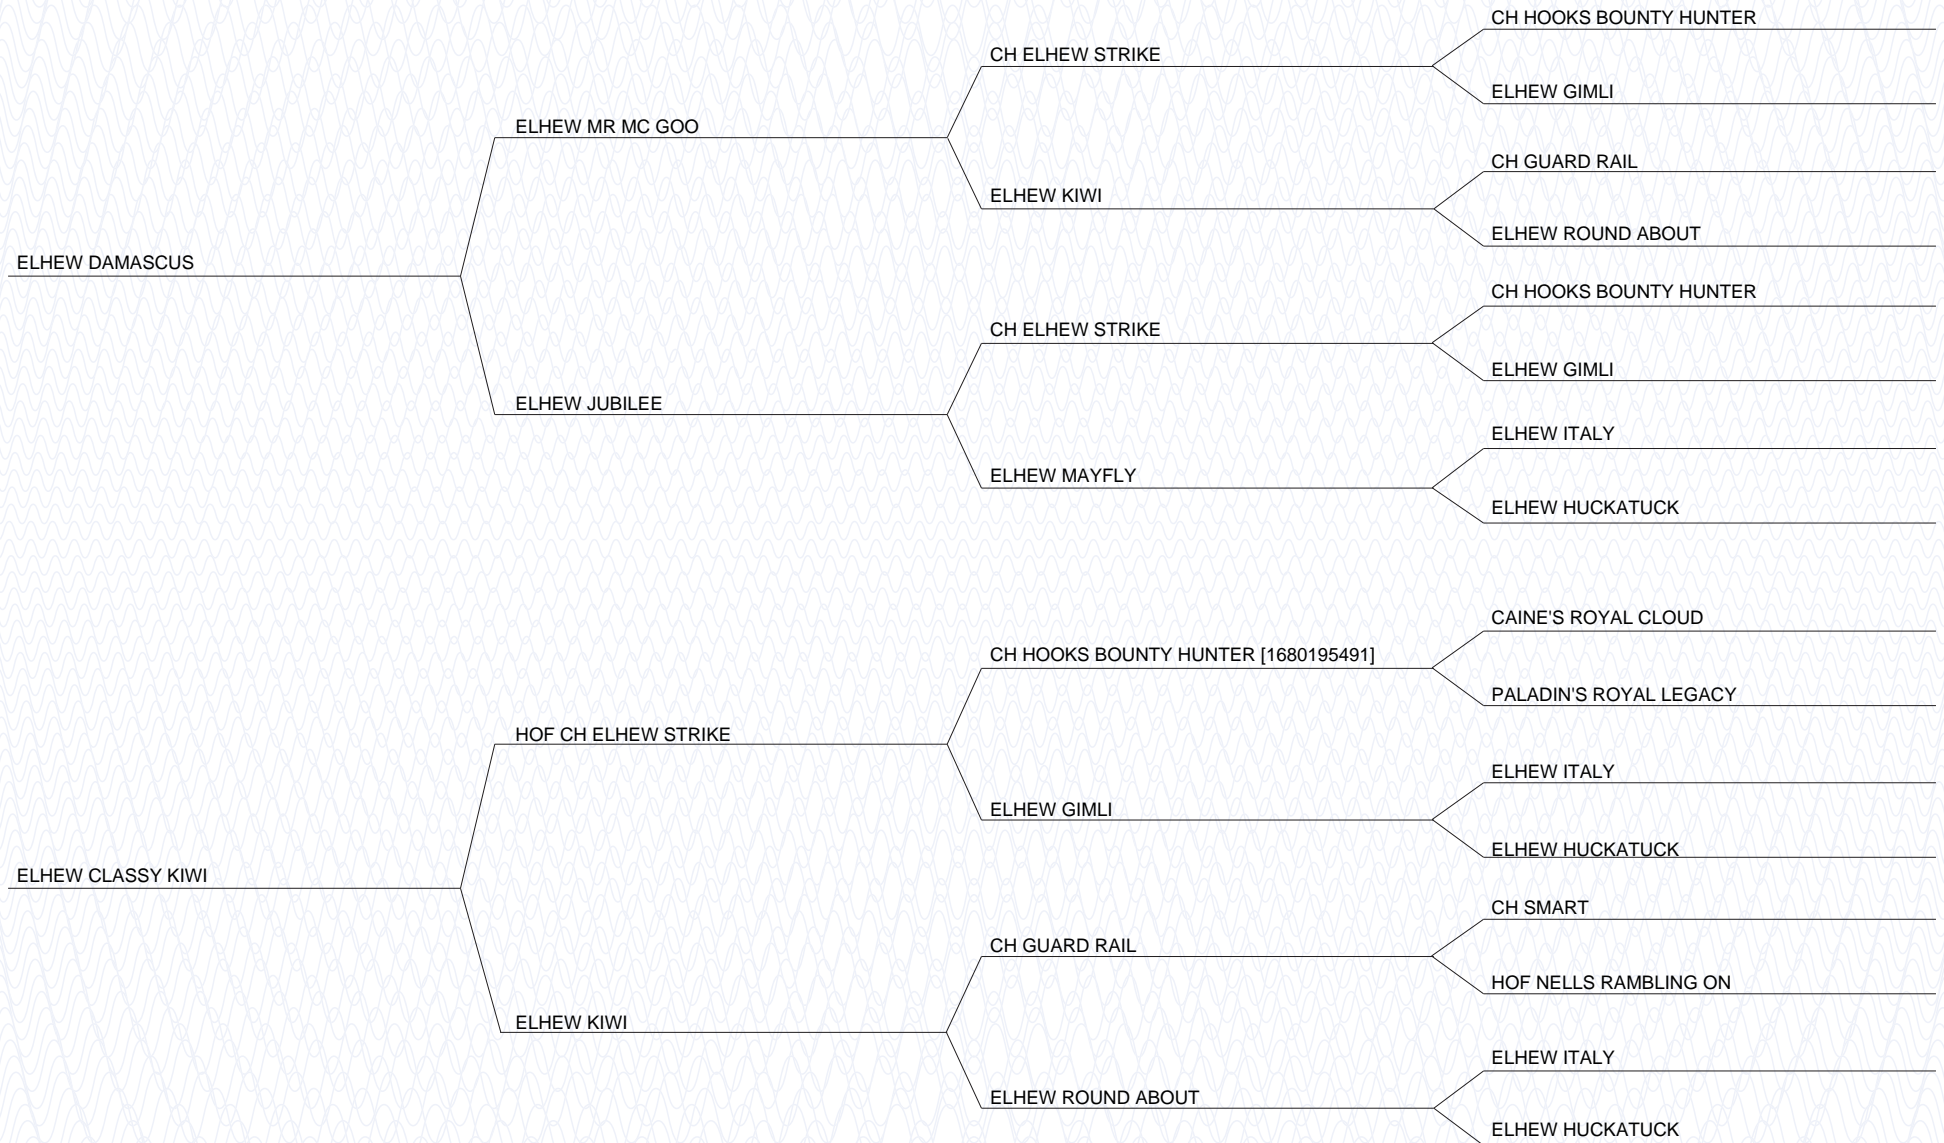 CH HOOKS BOUNTY HUNTER
CH ELHEW STRIKE
ELHEW GIMLI
ELHEW MR MC GOO
CH GUARD RAIL
ELHEW KIWI
ELHEW ROUND ABOUT
ELHEW DAMASCUS
CH HOOKS BOUNTY HUNTER
CH ELHEW STRIKE
ELHEW GIMLI
ELHEW JUBILEE
ELHEW ITALY
ELHEW MAYFLY
ELHEW HUCKATUCK
CAINE'S ROYAL CLOUD
CH HOOKS BOUNTY HUNTER [1680195491]
PALADIN'S ROYAL LEGACY
HOF CH ELHEW STRIKE
ELHEW ITALY
ELHEW GIMLI
ELHEW HUCKATUCK
ELHEW CLASSY KIWI
CH SMART
CH GUARD RAIL
HOF NELLS RAMBLING ON
ELHEW KIWI
ELHEW ITALY
ELHEW ROUND ABOUT
ELHEW HUCKATUCK